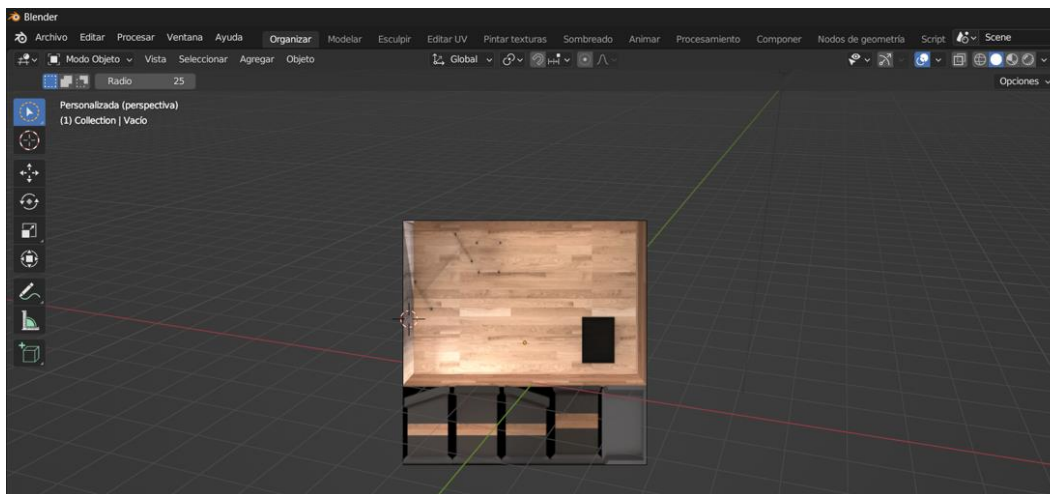 Blender
Archivo Editar Procesar Ventana Ayuda Organizar Modelar Esculpir Editar UV Pintar texturas Sombreado Animar Procesamiento Componer Nodos de geometría Script Scene
Modo Objeto Vista Seleccionar Agregar Objeto Global
Radio 25 Opciones
Personalizada (perspectiva)
(1) Collection | Vacío